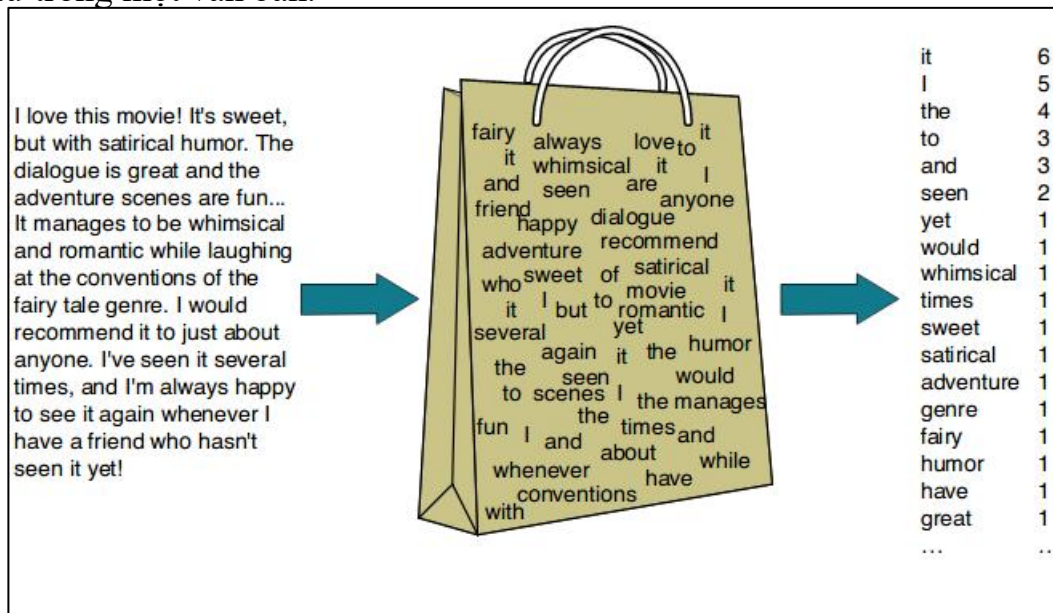 trong một văn bản.
I love this movie! It's sweet,
but with satirical humor. The
dialogue is great and the
adventure scenes are fun...
It manages to be whimsical
and romantic while laughing
at the conventions of the
fairy tale genre. I would
recommend it to just about
anyone. I've seen it several
times, and I'm always happy
to see it again whenever I
have a friend who hasn't
seen it yet!
fairy always love to it
it whimsical it I
and seen are anyone
friend happy dialogue
adventure recommend
who sweet of satirical it
it I but to movie romantic I
several yet
again it the humor
the seen would
to scenes I the manages
fun I and the times and
about while
whenever have
conventions
with
it 6
I 5
the 4
to 3
and 3
seen 2
yet 1
would 1
whimsical 1
times 1
sweet 1
satirical 1
adventure 1
genre 1
fairy 1
humor 1
have 1
great 1
... ..